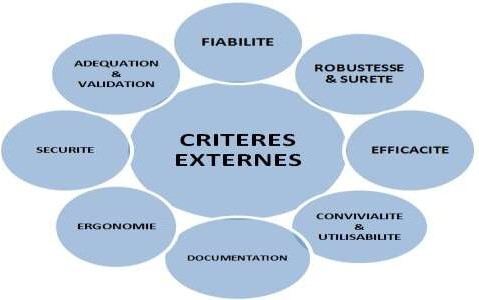 FIABILITE
ADEQUATION
&
VALIDATION
ROBUSTESSE
& SURETE
CRITERES
EXTERNES
SECURITE
EFFICACITE
ERGONOMIE
CONVIVIALITE
&
UTILISABILITE
DOCUMENTATION